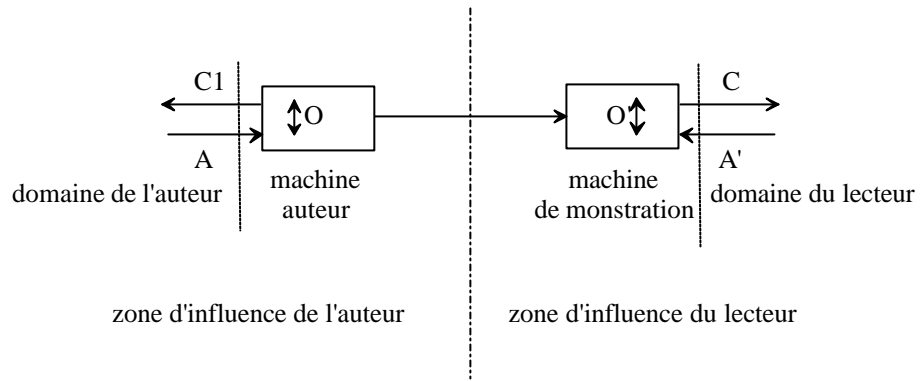 C1
O
A
domaine de l'auteur
machine
auteur
C
O'
A'
machine
de monstration
domaine du lecteur
zone d'influence de l'auteur
zone d'influence du lecteur